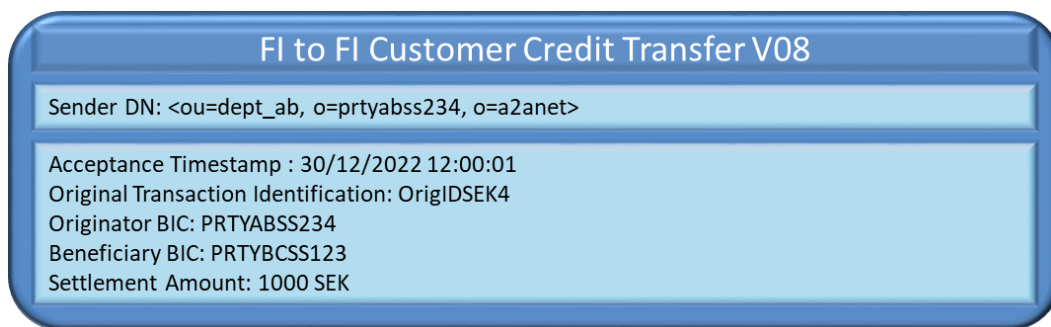 FI to FI Customer Credit Transfer V08
Sender DN: <ou=dept_ab, o=prtyabss234, o=a2anet>
Acceptance Timestamp : 30/12/2022 12:00:01
Original Transaction Identification: OrigIDSEK4
Originator BIC: PRTYABSS234
Beneficiary BIC: PRTYBCSS123
Settlement Amount: 1000 SEK